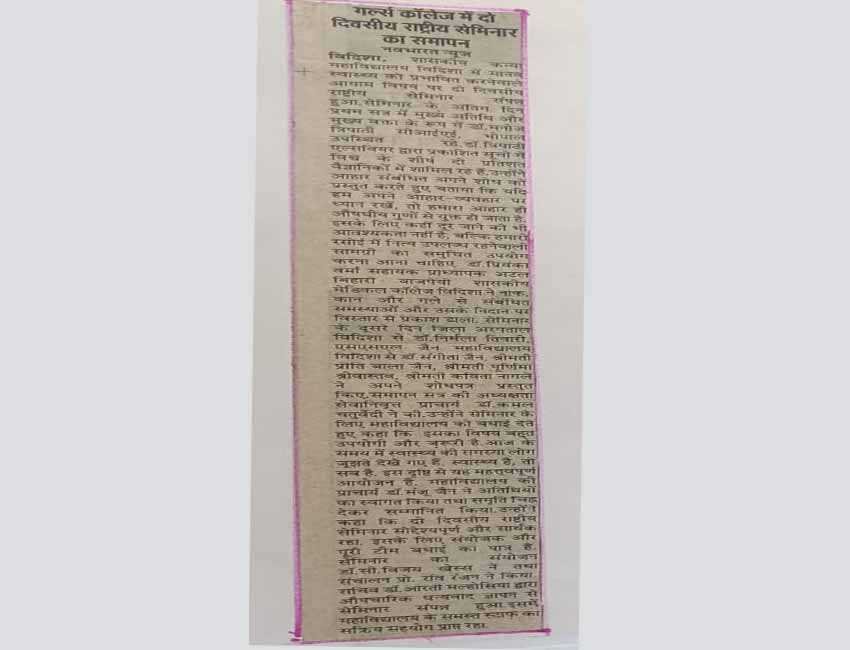 गर्ल्स कॉलेज में दो
दिवसीय राष्ट्रीय सेमिनार
का समापन
नवभारत न्यूज
विदिशा, शासकीय कन्या
महाविद्यालय विदिशा में मानव
स्वास्थ्य को प्रभावित करनेवाले
आयाम विषय पर दो दिवसीय
राष्ट्रीय सेमिनार संपन्न
हुआ.सेमिनार के अंतिम दिन
प्रथम सत्र में मुख्य अतिथि और
मुख्य वक्ता के रूप में डॉ.मनोज
त्रिपाठी सीआईएई, भोपाल
उपस्थित रहे.डॉ.त्रिपाठी
एल्सवियर द्वारा प्रकाशित सूची में
विश्व के शीर्ष दो प्रतिशत
वैज्ञानिकों में शामिल रहे हैं.उन्होंने
आहार संबंधित अपने शोध को
प्रस्तुत करते हुए बताया कि यदि
हम अपने आहार-व्यवहार पर
ध्यान रखें, तो हमारा आहार ही
औषधीय गुणों से युक्त हो जाता है.
इसके लिए कहीं दूर जाने की भी
आवश्यकता नहीं है, बल्कि हमारी
रसोई में नित्य उपलब्ध रहनेवाली
सामग्री का समुचित उपयोग
करना आना चाहिए. डॉ.प्रियंका
वर्मा सहायक प्राध्यापक अटल
बिहारी वाजपेयी शासकीय
मेडिकल कॉलेज विदिशा ने नाक,
कान और गले से संबंधित
समस्याओं और उसके निदान पर
विस्तार से प्रकाश डाला. सेमिनार
के दूसरे दिन जिला अस्पताल
विदिशा से डॉ.निर्मला तिवारी,
एसएसएल जैन महाविद्यालय
विदिशा से डॉ.संगीता जैन, श्रीमती
प्रीति बाला जैन, श्रीमती पूर्णिमा
श्रीवास्तव, श्रीमती कविता नागले
ने अपने शोधपत्र प्रस्तुत
किए.समापन सत्र की अध्यक्षता
सेवानिवृत्त प्राचार्य डॉ.कमल
चतुर्वेदी ने की.उन्होंने सेमिनार के
लिए महाविद्यालय को बधाई देते
हुए कहा कि इसका विषय बहुत
उपयोगी और जरूरी है.आज के
समय में स्वास्थ्य की समस्या लोग
जूझते देखे गए हैं. स्वास्थ्य है, तो
सब है. इस दृष्टि से यह महत्वपूर्ण
आयोजन है. महाविद्यालय की
प्राचार्य डॉ.मंजू जैन ने अतिथियों
का स्वागत किया तथा स्मृति चिह्न
देकर सम्मानित किया.उन्होंने
कहा कि दो दिवसीय राष्ट्रीय
सेमिनार सोद्देश्यपूर्ण और सार्थक
रहा. इसके लिए संयोजक और
पूरी टीम बधाई का पात्र है.
सेमिनार का संयोजन
डॉ.सी.विजय खेस्स ने तथा
संचालन प्रो. रवि रंजन ने किया.
सचिव डॉ.आरती मल्होसिया द्वारा
औपचारिक धन्यवाद ज्ञापन से
सेमिनार संपन्न हुआ.इसमें
महाविद्यालय के समस्त स्टाफ का
सक्रिय सहयोग प्राप्त रहा.